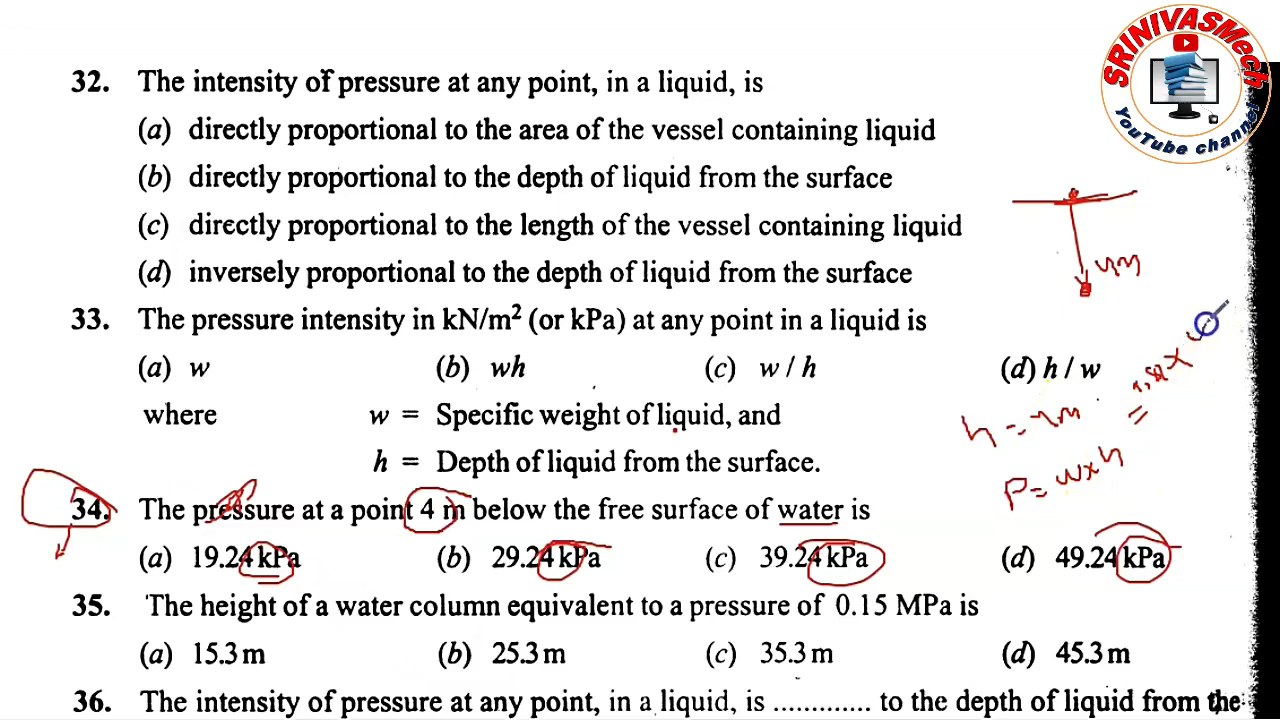 SRINIVASMech
YouTube channel
32. The intensity of pressure at any point, in a liquid, is
(a) directly proportional to the area of the vessel containing liquid
(b) directly proportional to the depth of liquid from the surface
(c) directly proportional to the length of the vessel containing liquid
(d) inversely proportional to the depth of liquid from the surface
4m
33. The pressure intensity in kN/m² (or kPa) at any point in a liquid is
(a) w (b) wh (c) w / h (d) h / w
where w = Specific weight of liquid, and
h = Depth of liquid from the surface.
h = 4m
P = w x h
34. The pressure at a point 4 m below the free surface of water is
(a) 19.24 kPa (b) 29.24 kPa (c) 39.24 kPa (d) 49.24 kPa
35. The height of a water column equivalent to a pressure of 0.15 MPa is
(a) 15.3 m (b) 25.3 m (c) 35.3 m (d) 45.3 m
36. The intensity of pressure at any point, in a liquid, is ............. to the depth of liquid from the